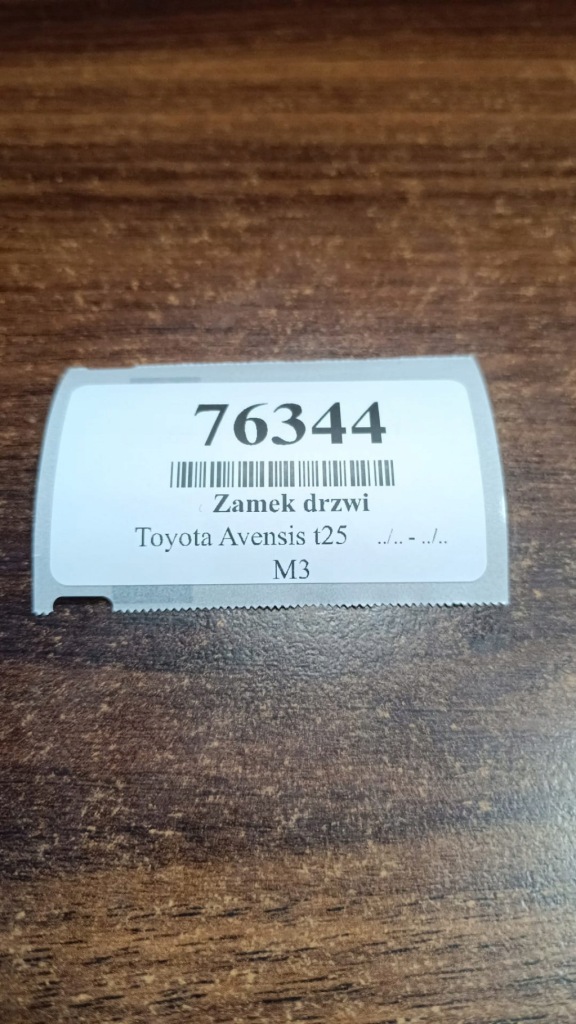 76344
Zamek drzwi
Toyota Avensis t25 ../.. - ../..
M3